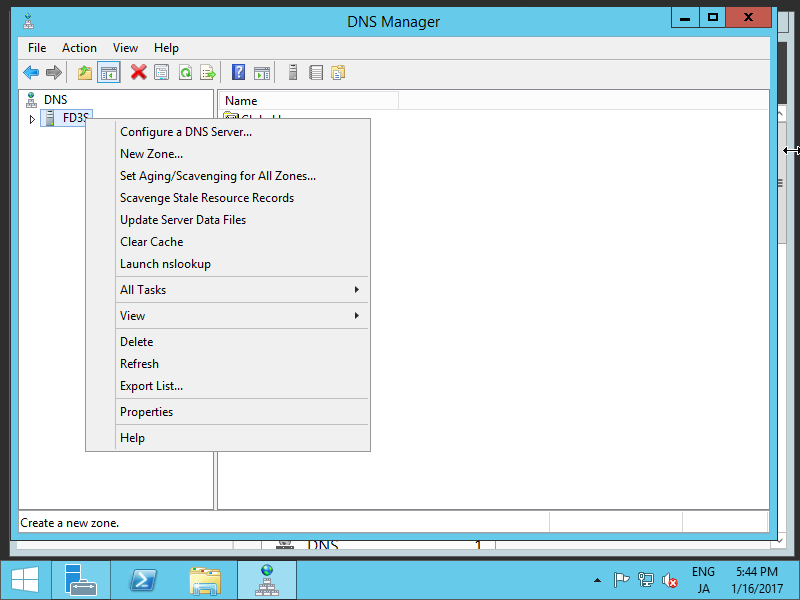 DNS Manager
File Action View Help
DNS
FD3S
Name
Configure a DNS Server...
New Zone...
Set Aging/Scavenging for All Zones...
Scavenge Stale Resource Records
Update Server Data Files
Clear Cache
Launch nslookup
All Tasks
View
Delete
Refresh
Export List...
Properties
Help
Create a new zone.
DNS 1
ENG 5:44 PM
JA 1/16/2017